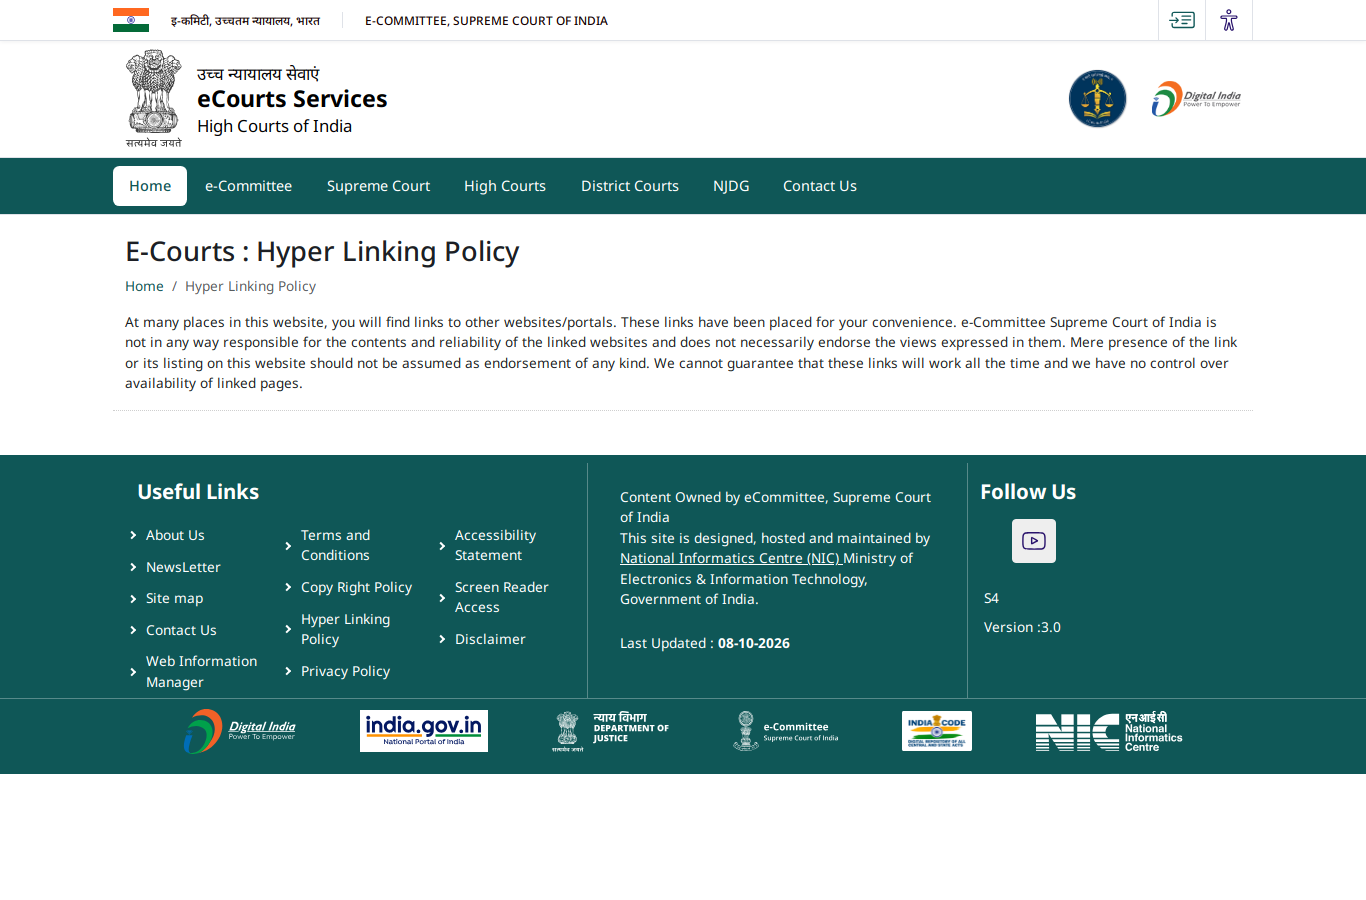 इ-कमिटी, उच्चतम न्यायालय, भारत
E-COMMITTEE, SUPREME COURT OF INDIA
सत्यमेव जयते
उच्च न्यायालय सेवाएं
eCourts Services
High Courts of India
Digital India
Power To Empower
Home
e-Committee
Supreme Court
High Courts
District Courts
NJDG
Contact Us
E-Courts : Hyper Linking Policy
Home / Hyper Linking Policy
At many places in this website, you will find links to other websites/portals. These links have been placed for your convenience. e-Committee Supreme Court of India is
not in any way responsible for the contents and reliability of the linked websites and does not necessarily endorse the views expressed in them. Mere presence of the link
or its listing on this website should not be assumed as endorsement of any kind. We cannot guarantee that these links will work all the time and we have no control over
availability of linked pages.
Useful Links
About Us
NewsLetter
Site map
Contact Us
Web Information
Manager
Terms and
Conditions
Copy Right Policy
Hyper Linking
Policy
Privacy Policy
Accessibility
Statement
Screen Reader
Access
Disclaimer
Content Owned by eCommittee, Supreme Court
of India
This site is designed, hosted and maintained by
National Informatics Centre (NIC) Ministry of
Electronics & Information Technology,
Government of India.
Last Updated : 08-10-2026
Follow Us
S4
Version :3.0
Digital India
Power To Empower
india.gov.in
National Portal of India
सत्यमेव जयते
न्याय विभाग
DEPARTMENT OF
JUSTICE
e-Committee
Supreme Court of India
INDIA CODE
DIGITAL REPOSITORY OF ALL
CENTRAL AND STATE ACTS
NIC
एनआईसी
National
Informatics
Centre